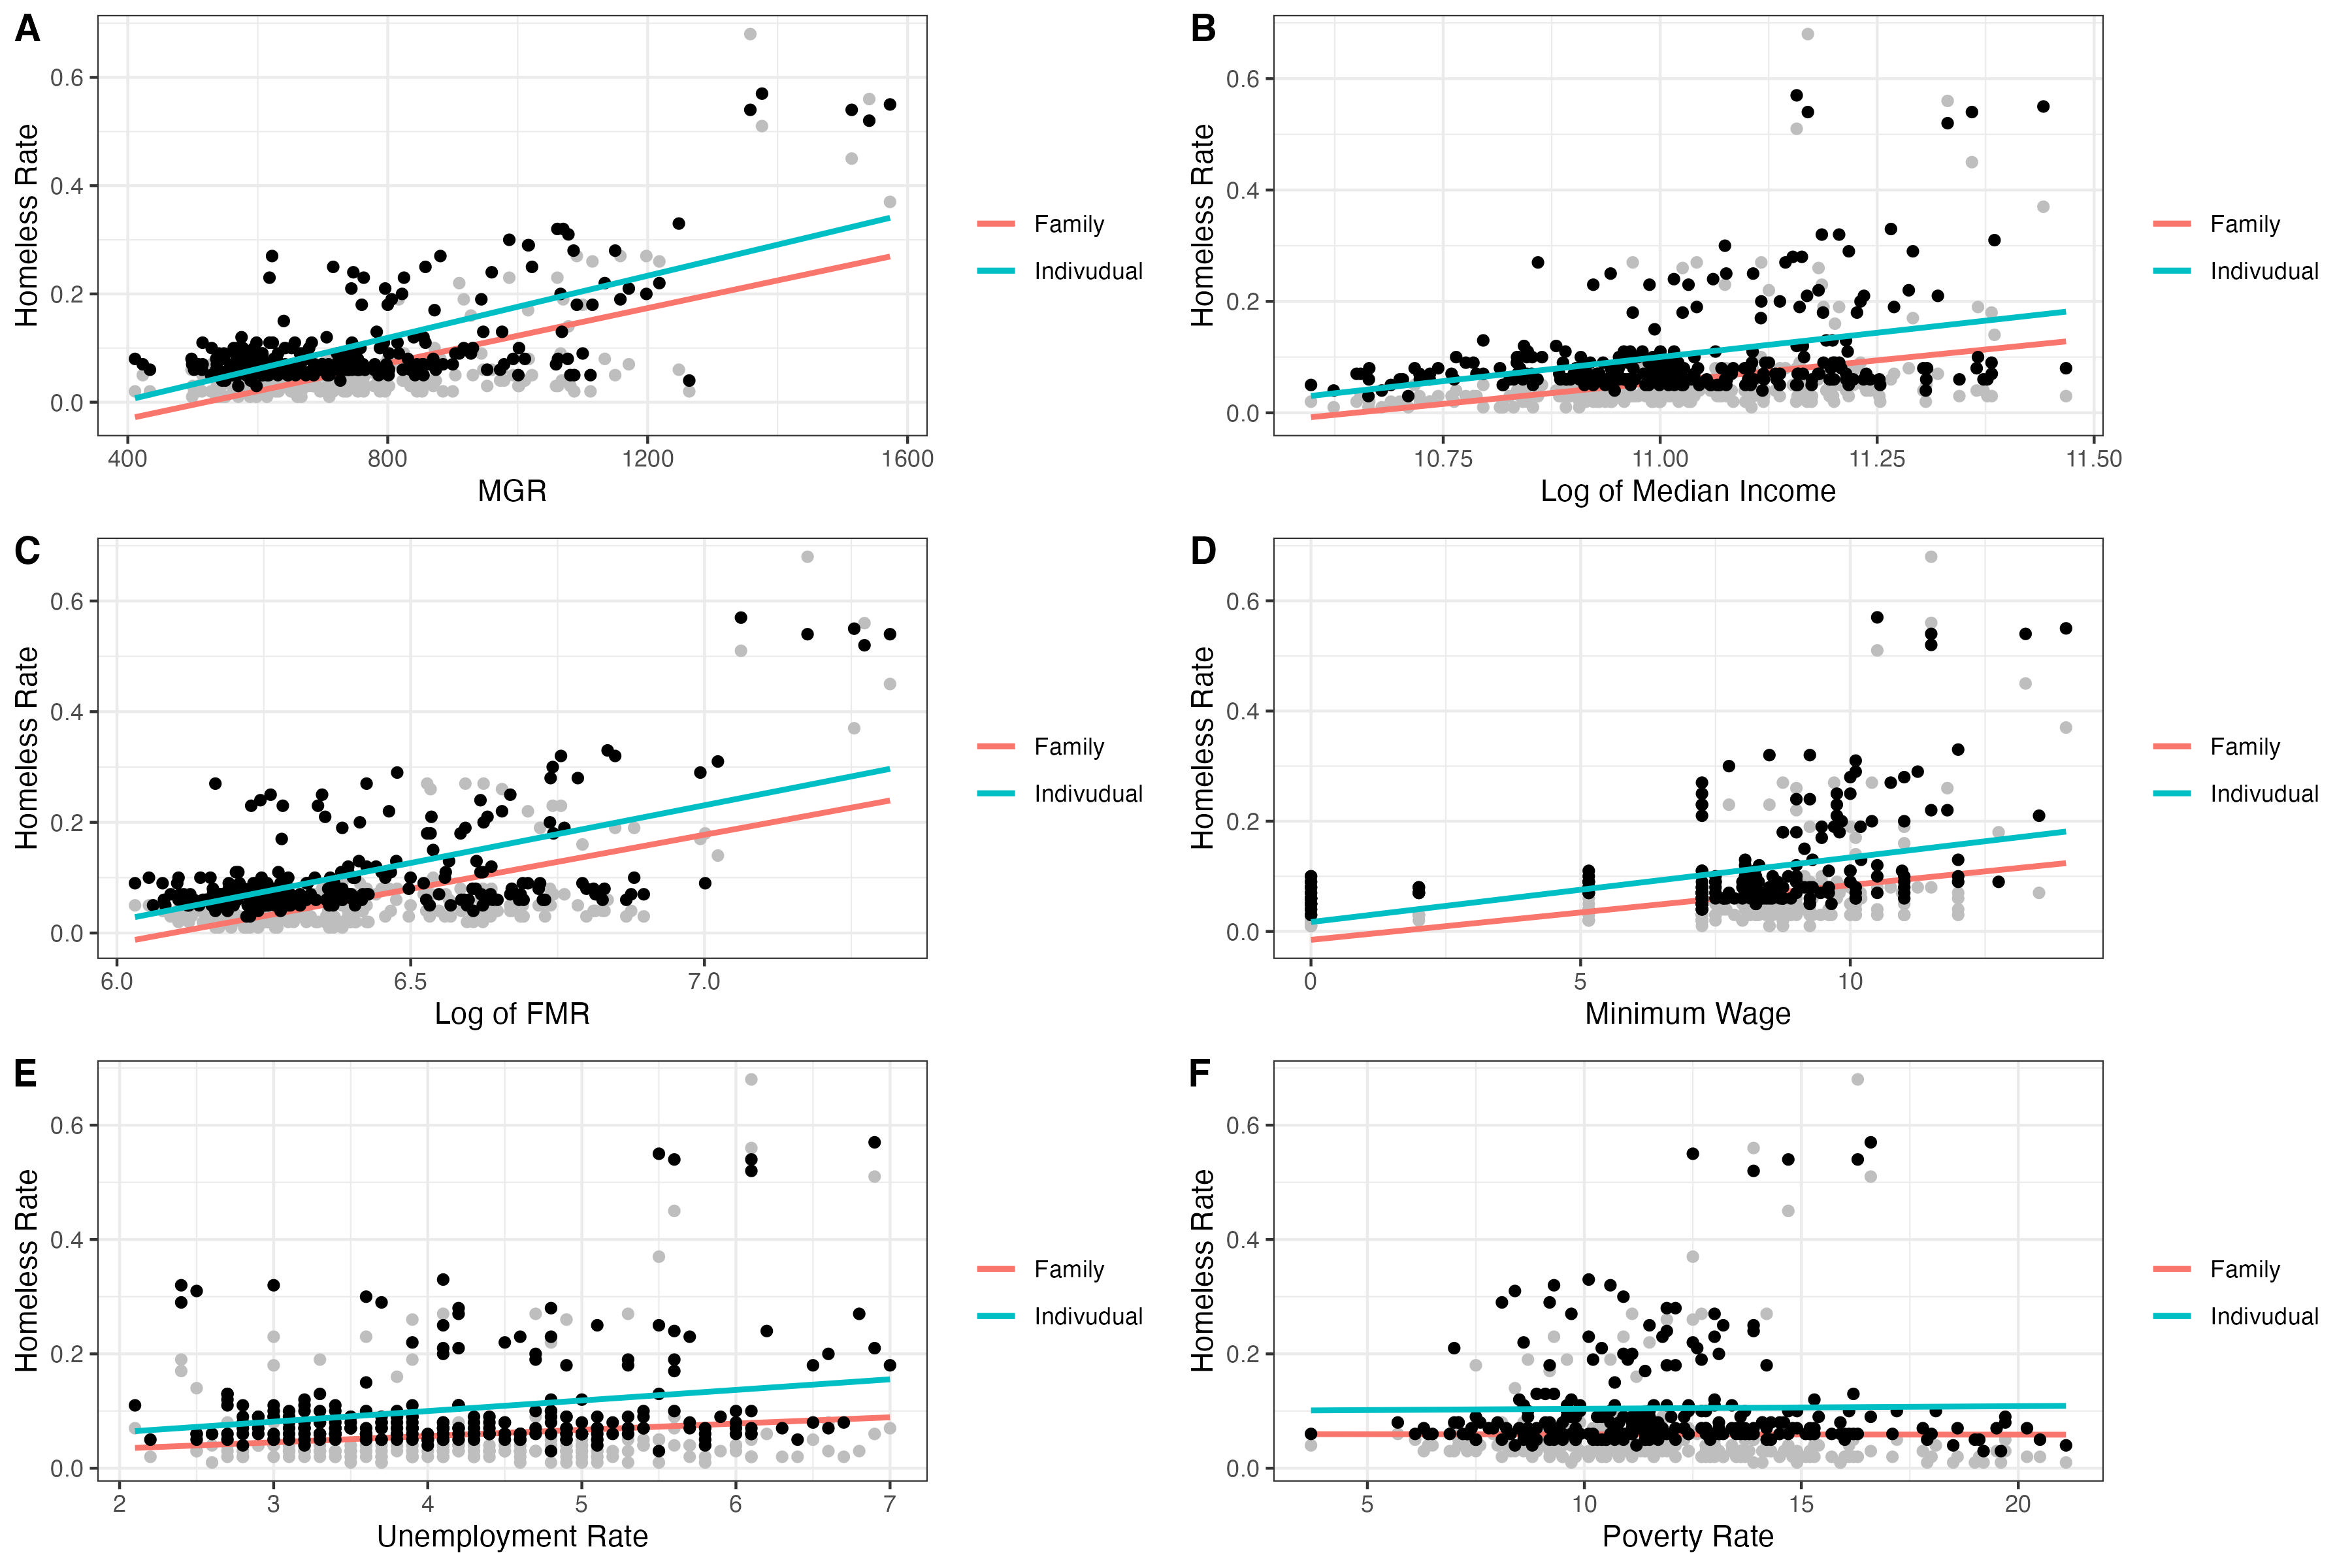 A
Homeless Rate
0.6
0.4
0.2
0.0
400 800 1200 1600
MGR
Family
Indivudual
B
Homeless Rate
0.6
0.4
0.2
0.0
10.75 11.00 11.25 11.50
Log of Median Income
Family
Indivudual
C
Homeless Rate
0.6
0.4
0.2
0.0
6.0 6.5 7.0
Log of FMR
Family
Indivudual
D
Homeless Rate
0.6
0.4
0.2
0.0
0 5 10
Minimum Wage
Family
Indivudual
E
Homeless Rate
0.6
0.4
0.2
0.0
2 3 4 5 6 7
Unemployment Rate
Family
Indivudual
F
Homeless Rate
0.6
0.4
0.2
0.0
5 10 15 20
Poverty Rate
Family
Indivudual